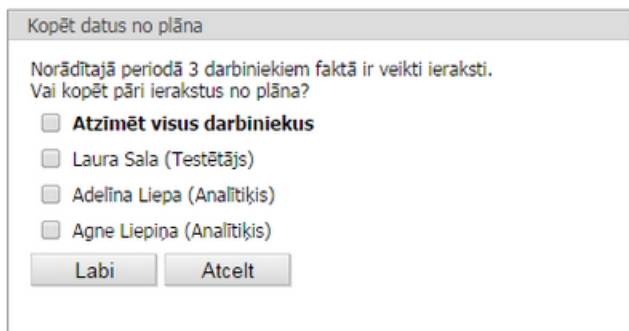 Kopēt datus no plāna
Norādītajā periodā 3 darbiniekiem faktā ir veikti ieraksti.
Vai kopēt pāri ierakstus no plāna?
Atzīmēt visus darbiniekus
Laura Sala (Testētājs)
Adelīna Liepa (Analītiķis)
Agne Liepiņa (Analītiķis)
Labi Atcelt